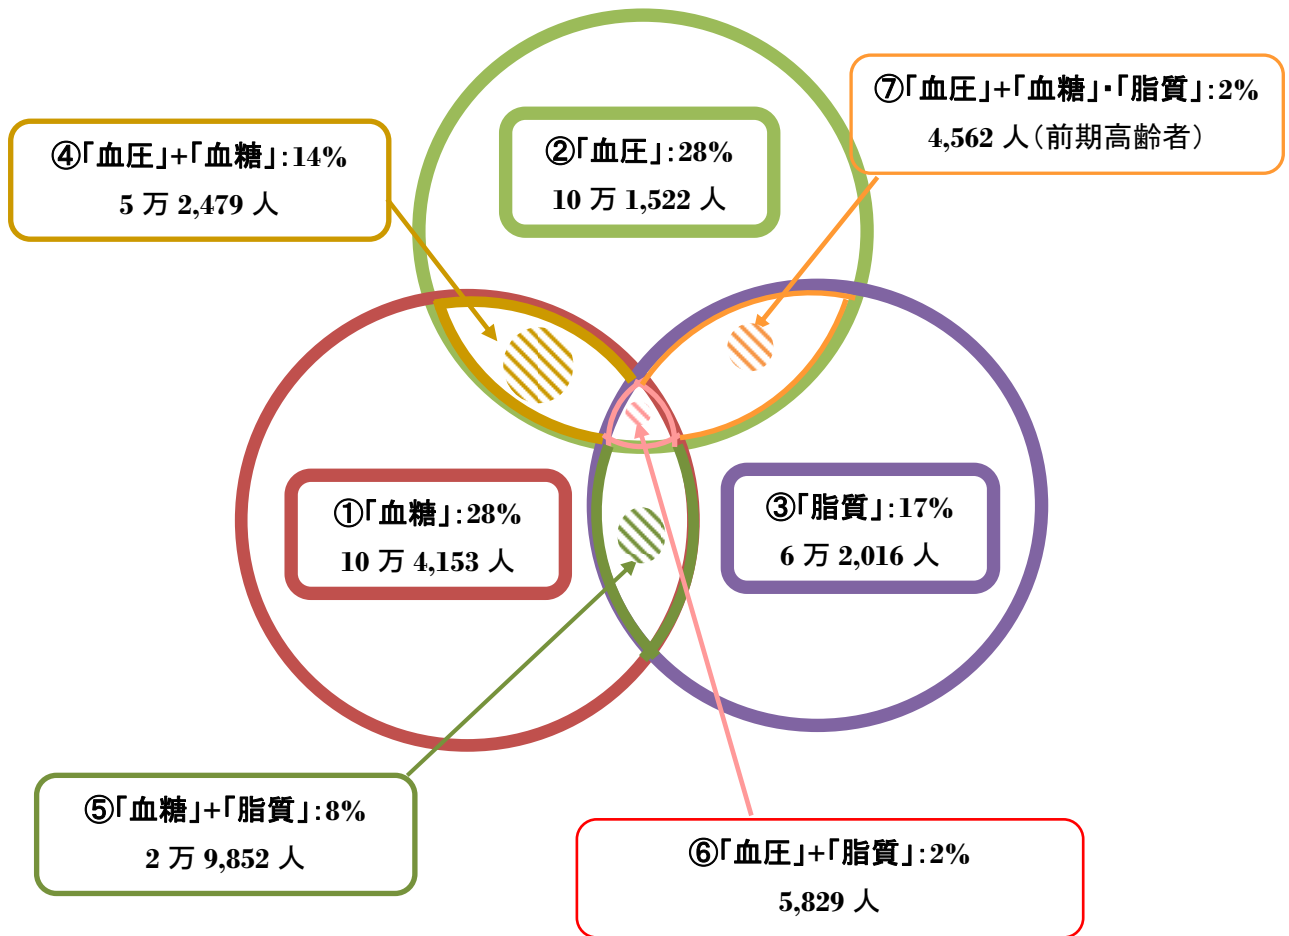 ⑦「血圧」+「血糖」・「脂質」:2%
4,562 人(前期高齢者)
④「血圧」+「血糖」:14%
5 万 2,479 人
②「血圧」:28%
10 万 1,522 人
①「血糖」:28%
10 万 4,153 人
③「脂質」:17%
6 万 2,016 人
⑤「血糖」+「脂質」:8%
2 万 9,852 人
⑥「血圧」+「脂質」:2%
5,829 人